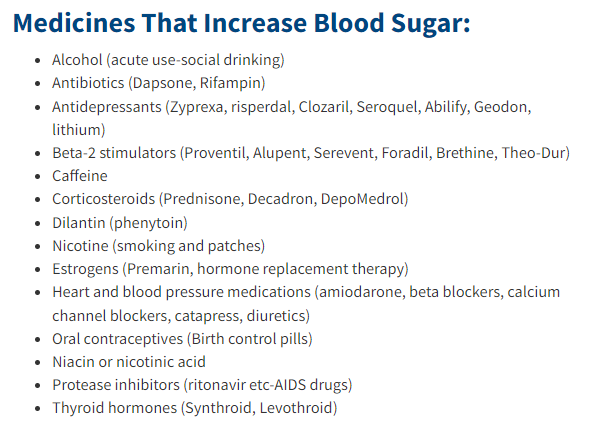 Medicines That Increase Blood Sugar:
• Alcohol (acute use-social drinking)
• Antibiotics (Dapsone, Rifampin)
• Antidepressants (Zyprexa, risperdal, Clozaril, Seroquel, Abilify, Geodon,
lithium)
• Beta-2 stimulators (Proventil, Alupent, Serevent, Foradil, Brethine, Theo-Dur)
• Caffeine
• Corticosteroids (Prednisone, Decadron, DepoMedrol)
• Dilantin (phenytoin)
• Nicotine (smoking and patches)
• Estrogens (Premarin, hormone replacement therapy)
• Heart and blood pressure medications (amiodarone, beta blockers, calcium
channel blockers, catapress, diuretics)
• Oral contraceptives (Birth control pills)
• Niacin or nicotinic acid
• Protease inhibitors (ritonavir etc-AIDS drugs)
• Thyroid hormones (Synthroid, Levothroid)